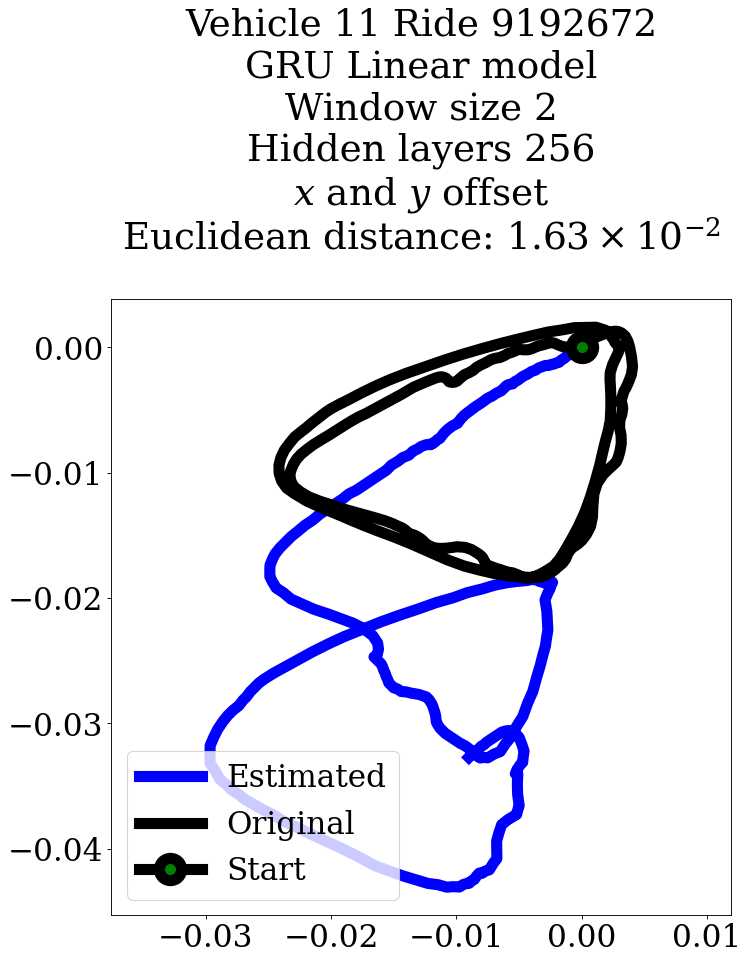 Vehicle 11 Ride 9192672
GRU Linear model
Window size 2
Hidden layers 256
x and y offset
Euclidean distance: 1.63 × 10⁻²
0.00
−0.01
−0.02
−0.03
−0.04
Estimated
Original
Start
−0.03 −0.02 −0.01 0.00 0.01